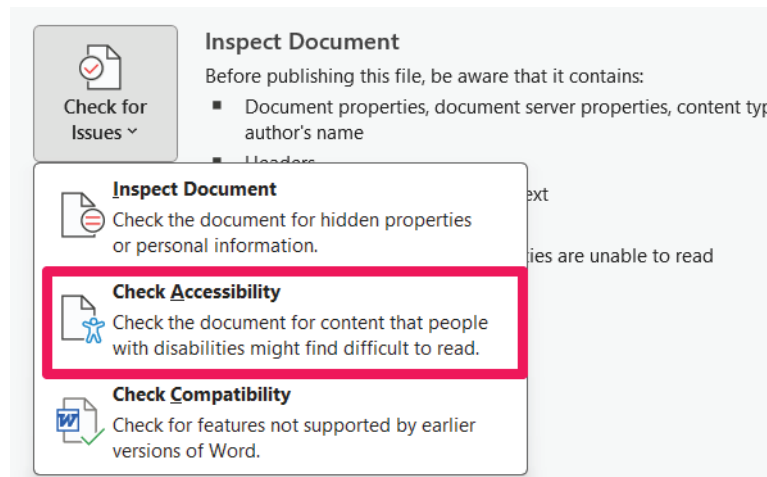 Inspect Document
Before publishing this file, be aware that it contains:
Check for
Issues
Document properties, document server properties, content
author's name
Headers
Inspect Document
Check the document for hidden properties
or personal information.
ext
ies are unable to read
Check Accessibility
Check the document for content that people
with disabilities might find difficult to read.
Check Compatibility
Check for features not supported by earlier
versions of Word.